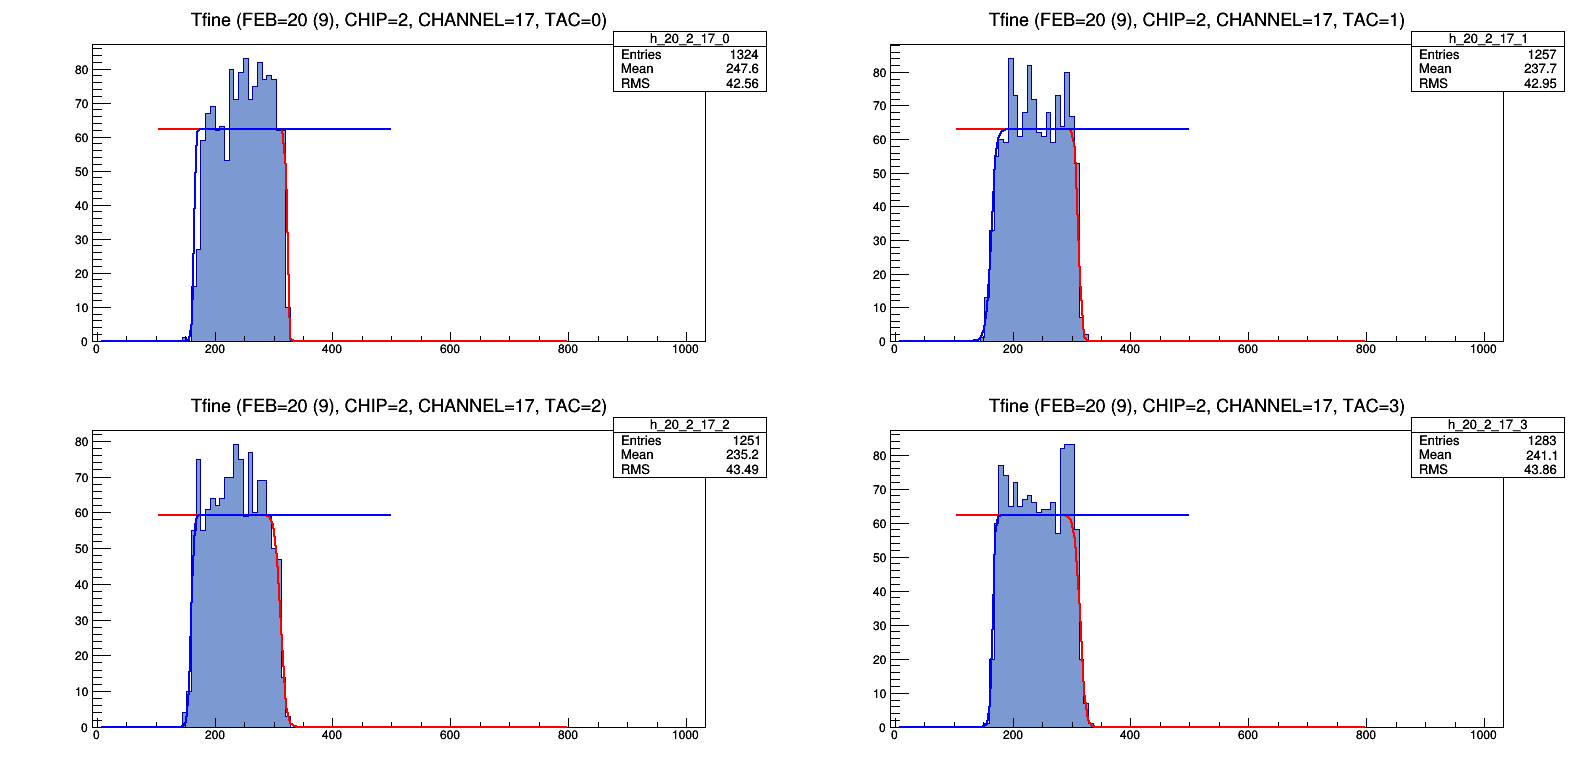 Tfine (FEB=20 (9), CHIP=2, CHANNEL=17, TAC=0)
h_20_2_17_0
Entries 1324
Mean 247.6
RMS 42.56
80
70
60
50
40
30
20
10
0
0 200 400 600 800 1000
Tfine (FEB=20 (9), CHIP=2, CHANNEL=17, TAC=1)
h_20_2_17_1
Entries 1257
Mean 237.7
RMS 42.95
80
70
60
50
40
30
20
10
0
0 200 400 600 800 1000
Tfine (FEB=20 (9), CHIP=2, CHANNEL=17, TAC=2)
h_20_2_17_2
Entries 1251
Mean 235.2
RMS 43.49
80
70
60
50
40
30
20
10
0
0 200 400 600 800 1000
Tfine (FEB=20 (9), CHIP=2, CHANNEL=17, TAC=3)
h_20_2_17_3
Entries 1283
Mean 241.1
RMS 43.86
80
70
60
50
40
30
20
10
0
0 200 400 600 800 1000